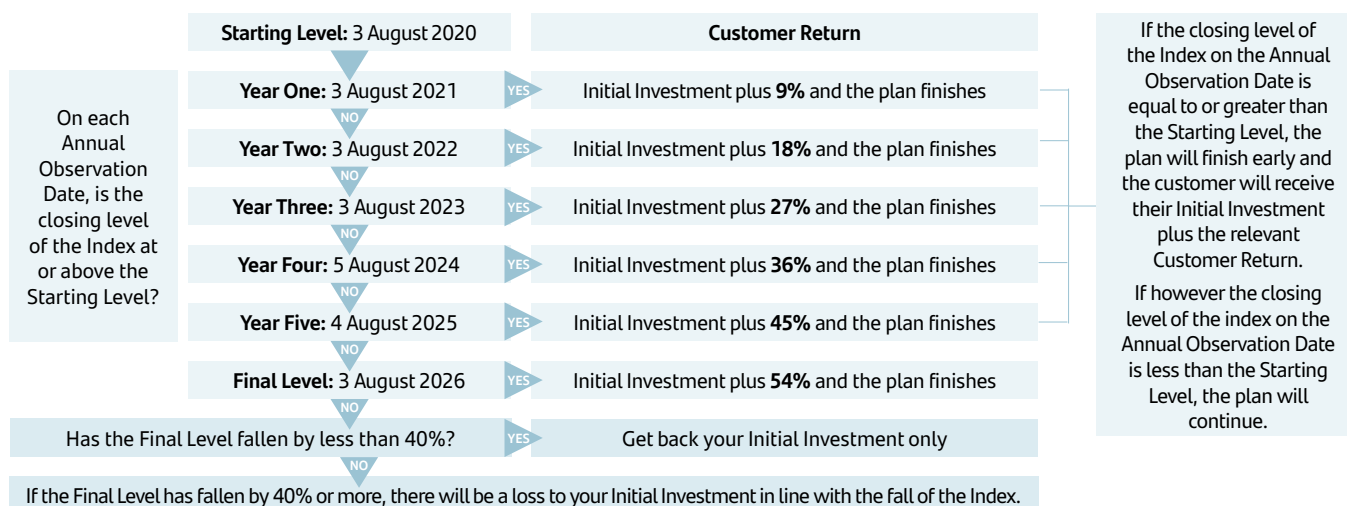 Starting Level: 3 August 2020
Customer Return
On each
Annual
Observation
Date, is the
closing level
of the Index at
or above the
Starting Level?
Year One: 3 August 2021
YES
Initial Investment plus 9% and the plan finishes
NO
Year Two: 3 August 2022
YES
Initial Investment plus 18% and the plan finishes
NO
Year Three: 3 August 2023
YES
Initial Investment plus 27% and the plan finishes
NO
Year Four: 5 August 2024
YES
Initial Investment plus 36% and the plan finishes
NO
Year Five: 4 August 2025
YES
Initial Investment plus 45% and the plan finishes
NO
Final Level: 3 August 2026
YES
Initial Investment plus 54% and the plan finishes
NO
Has the Final Level fallen by less than 40%?
YES
Get back your Initial Investment only
NO
If the Final Level has fallen by 40% or more, there will be a loss to your Initial Investment in line with the fall of the Index.
If the closing level of
the Index on the Annual
Observation Date is
equal to or greater than
the Starting Level, the
plan will finish early and
the customer will receive
their Initial Investment
plus the relevant
Customer Return.
If however the closing
level of the index on the
Annual Observation Date
is less than the Starting
Level, the plan will
continue.